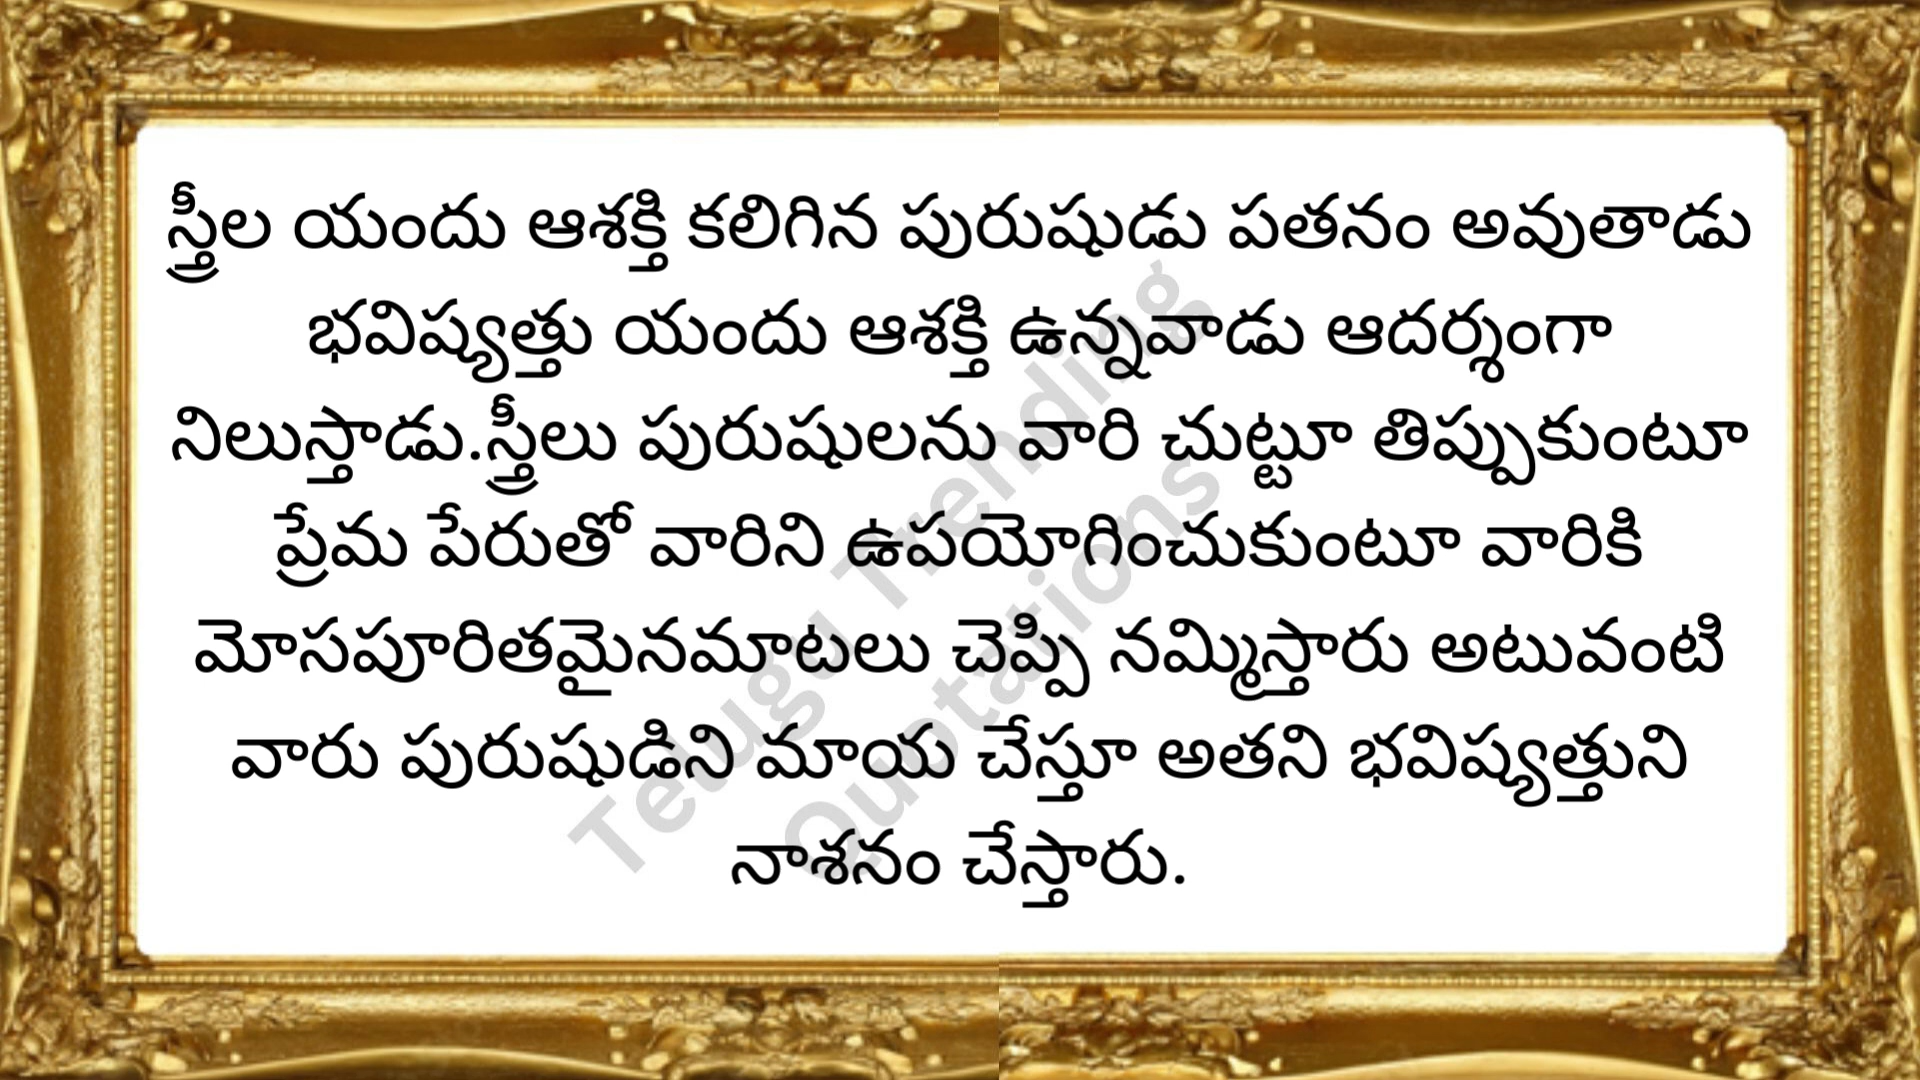 స్త్రీల యందు ఆశక్తి కలిగిన పురుషుడు పతనం అవుతాడు
భవిష్యత్తు యందు ఆశక్తి ఉన్నవాడు ఆదర్శంగా
నిలుస్తాడు.స్త్రీలు పురుషులను వారి చుట్టూ తిప్పుకుంటూ
ప్రేమ పేరుతో వారిని ఉపయోగించుకుంటూ వారికి
మోసపూరితమైనమాటలు చెప్పి నమ్మిస్తారు అటువంటి
వారు పురుషుడిని మాయ చేస్తూ అతని భవిష్యత్తుని
నాశనం చేస్తారు.
Telugu Trending
Quotations